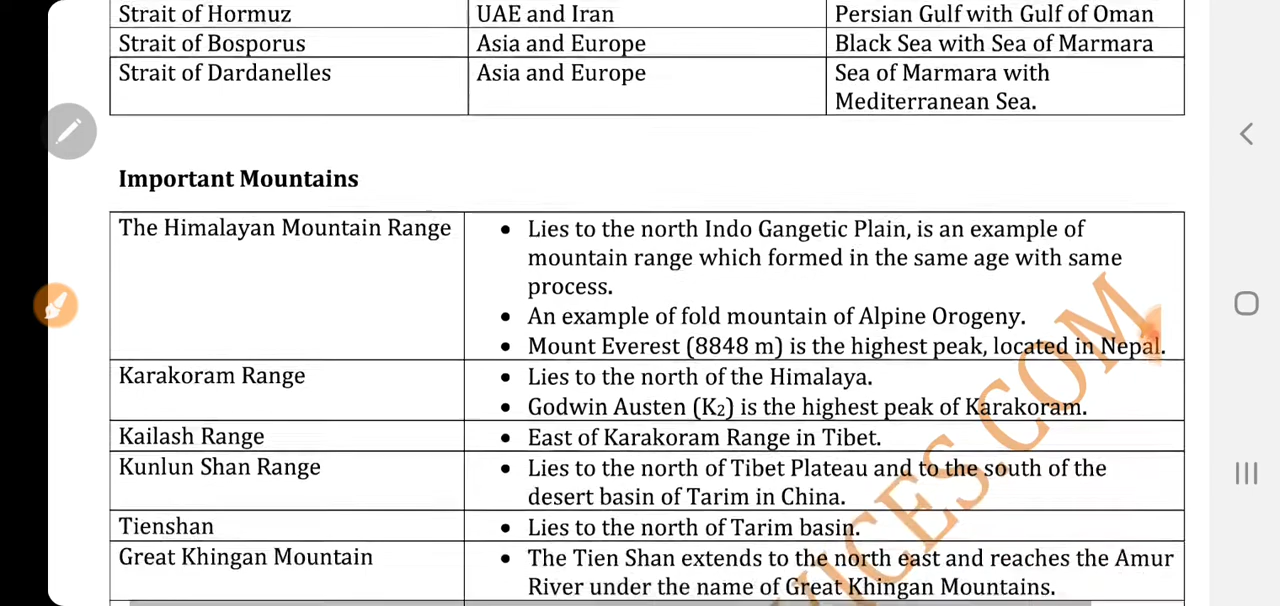 Strait of Hormuz UAE and Iran Persian Gulf with Gulf of Oman
Strait of Bosporus Asia and Europe Black Sea with Sea of Marmara
Strait of Dardanelles Asia and Europe Sea of Marmara with
Mediterranean Sea.
Important Mountains
The Himalayan Mountain Range • Lies to the north Indo Gangetic Plain, is an example of
mountain range which formed in the same age with same
process.
• An example of fold mountain of Alpine Orogeny.
• Mount Everest (8848 m) is the highest peak, located in Nepal.
Karakoram Range • Lies to the north of the Himalaya.
• Godwin Austen (K2) is the highest peak of Karakoram.
Kailash Range • East of Karakoram Range in Tibet.
Kunlun Shan Range • Lies to the north of Tibet Plateau and to the south of the
desert basin of Tarim in China.
Tienshan • Lies to the north of Tarim basin.
Great Khingan Mountain • The Tien Shan extends to the north east and reaches the Amur
River under the name of Great Khingan Mountains.
VICES.COM